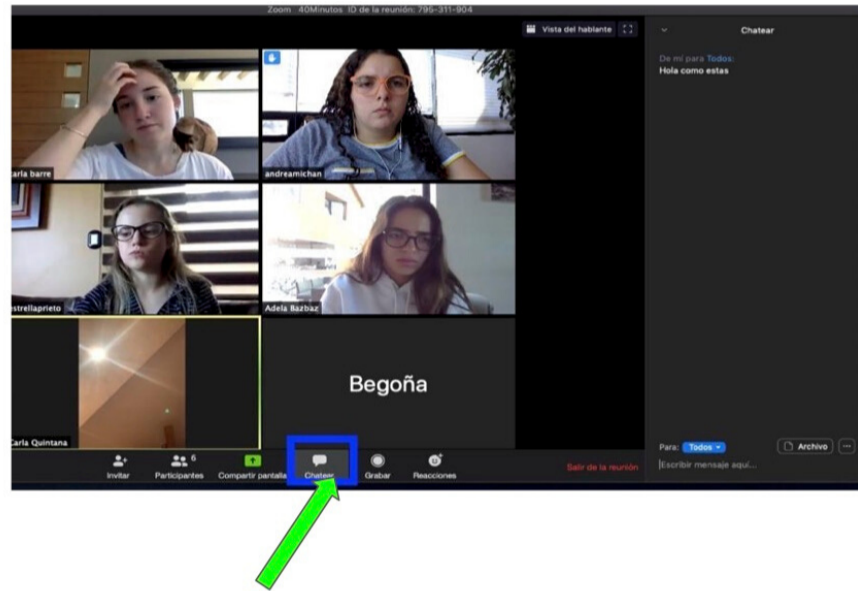 Zoom 40Minutos ID de la reunión: 795-311-904
Vista del hablante
Chatear
De mí para Todos:
Hola como estas
carla barre
andreamichan
estrellaprieto
Adela Bazbaz
Carla Quintana
Begoña
Para: Todos
Archivo
Escribir mensaje aquí...
Invitar
Participantes 6
Compartir pantalla
Chatear
Grabar
Reacciones
Salir de la reunión